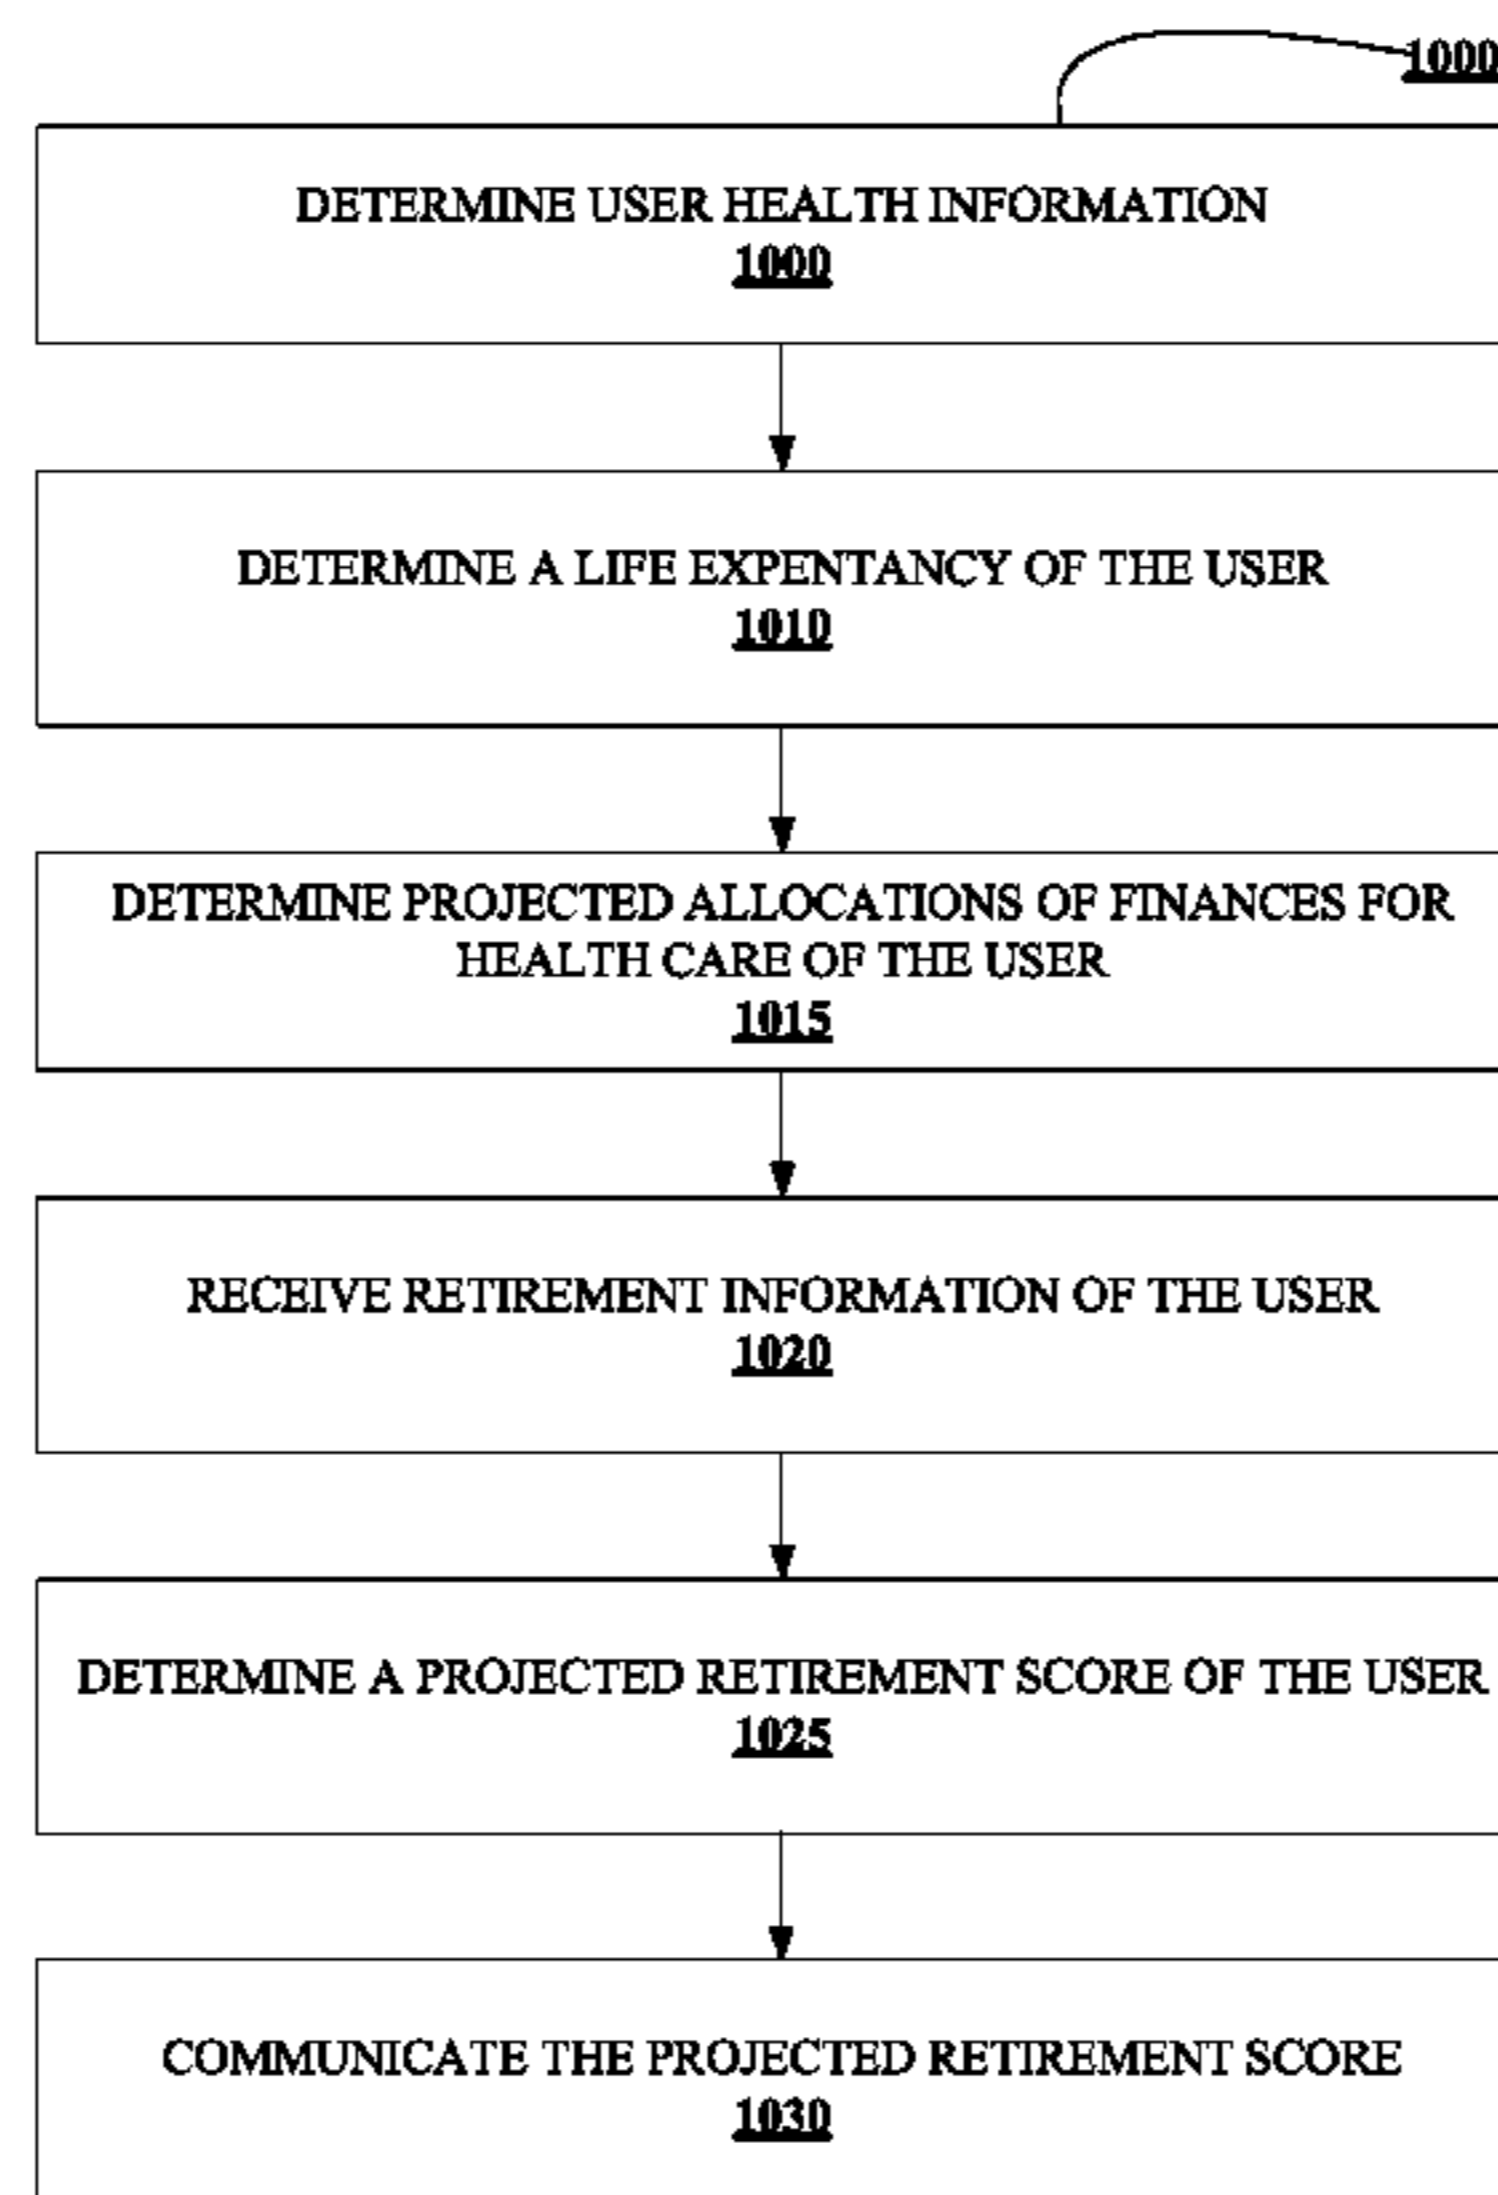 1000
DETERMINE USER HEALTH INFORMATION
1000
DETERMINE A LIFE EXPENTANCY OF THE USER
1010
DETERMINE PROJECTED ALLOCATIONS OF FINANCES FOR
HEALTH CARE OF THE USER
1015
RECEIVE RETIREMENT INFORMATION OF THE USER
1020
DETERMINE A PROJECTED RETIREMENT SCORE OF THE USER
1025
COMMUNICATE THE PROJECTED RETIREMENT SCORE
1030